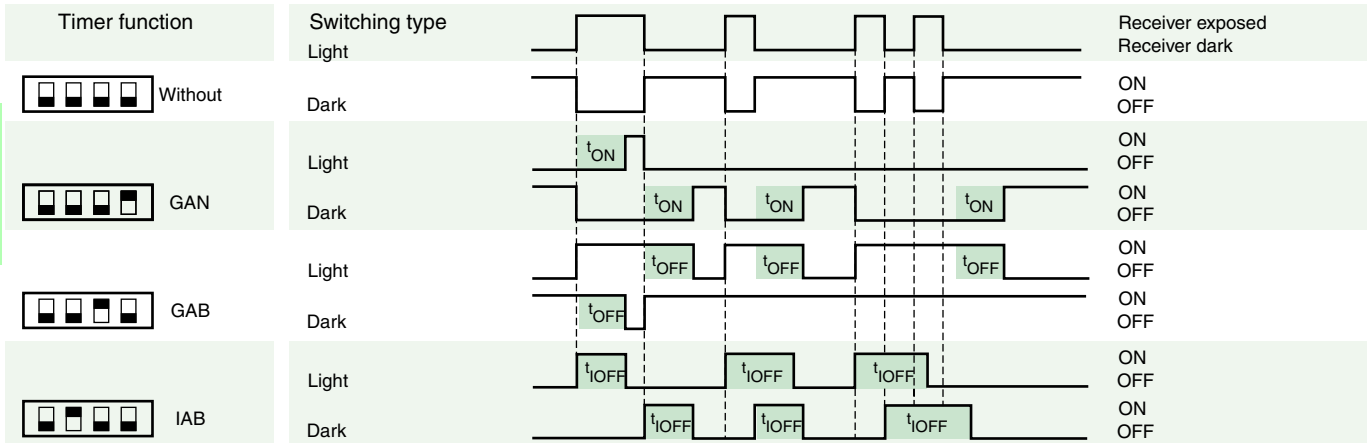 Timer function Switching type
Light Receiver exposed
Receiver dark
Without Dark ON
OFF
Light tON ON
OFF
GAN Dark tON tON tON ON
OFF
Light tOFF tOFF tOFF ON
OFF
GAB Dark tOFF ON
OFF
Light tIOFF tIOFF tIOFF ON
OFF
IAB Dark tIOFF tIOFF tIOFF ON
OFF